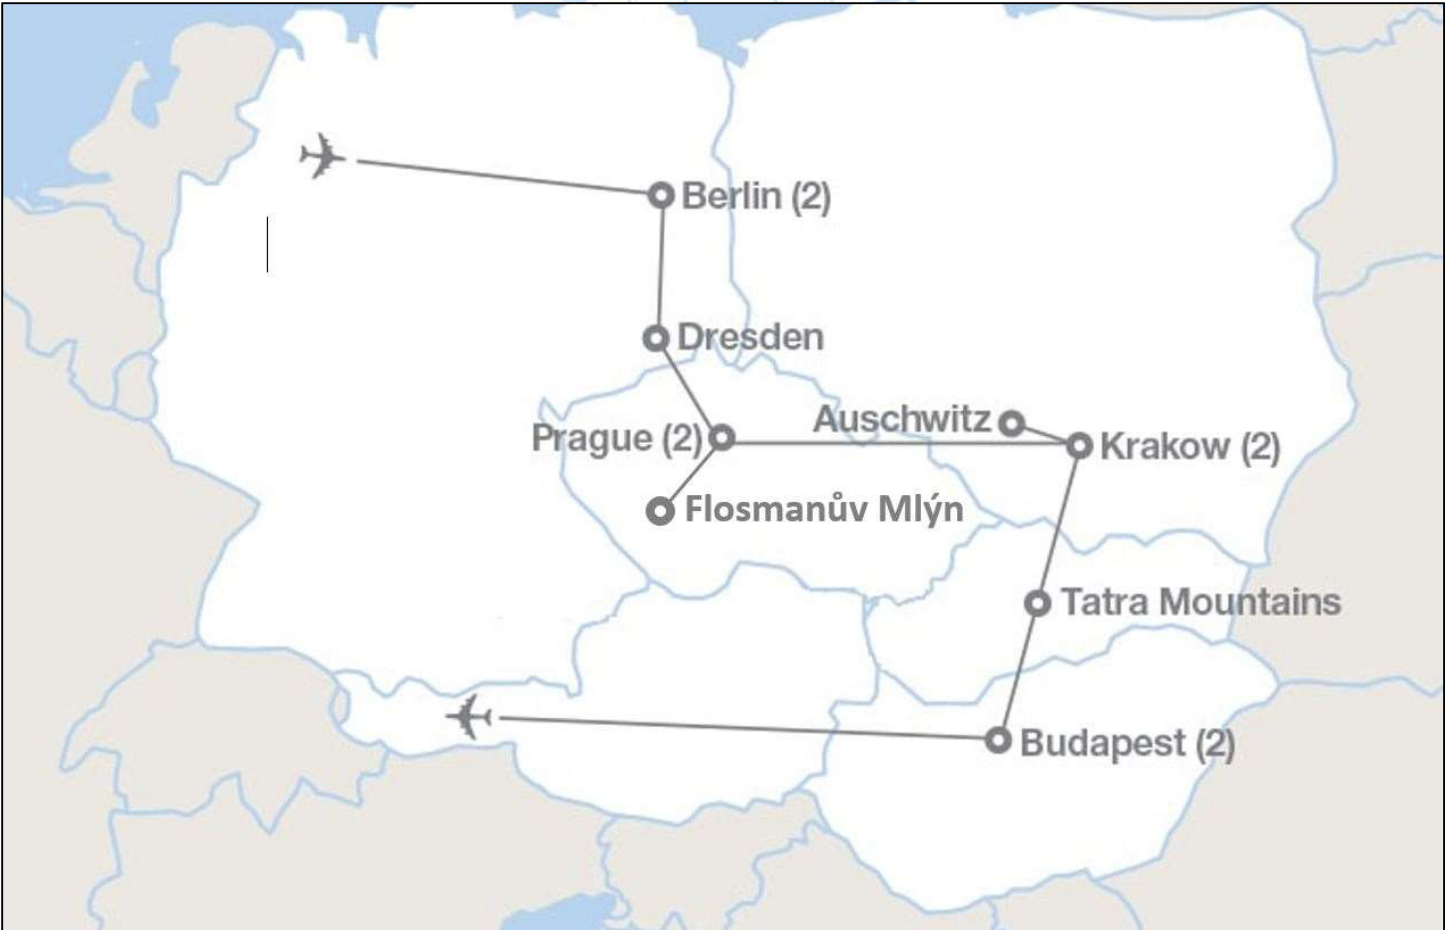 Berlin (2)
Dresden
Auschwitz
Prague (2)
Krakow (2)
Flosmanův Mlýn
Tatra Mountains
Budapest (2)